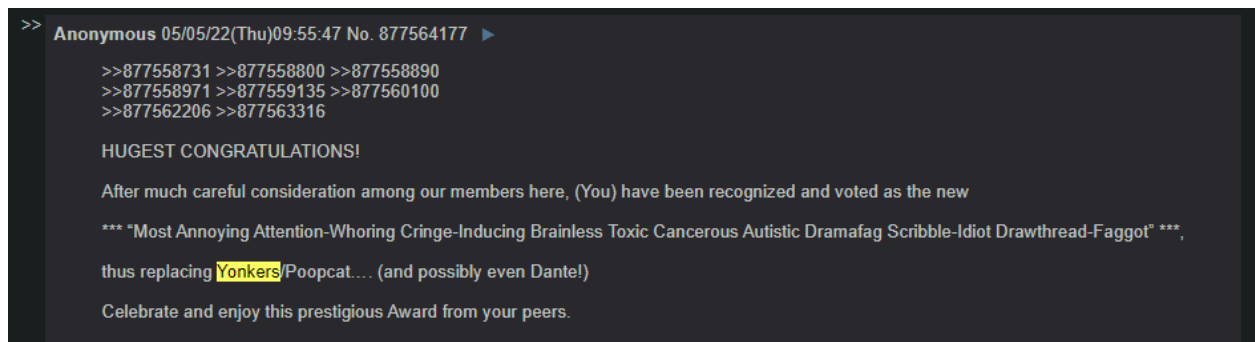 >> Anonymous 05/05/22(Thu)09:55:47 No. 877564177 ▶
>>877558731 >>877558800 >>877558890
>>877558971 >>877559135 >>877560100
>>877562206 >>877563316
HUGEST CONGRATULATIONS!
After much careful consideration among our members here, (You) have been recognized and voted as the new
*** “Most Annoying Attention-Whoring Cringe-Inducing Brainless Toxic Cancerous Autistic Dramafag Scribble-Idiot Drawthread-Faggot” ***,
thus replacing Yonkers/Poopcat.... (and possibly even Dante!)
Celebrate and enjoy this prestigious Award from your peers.